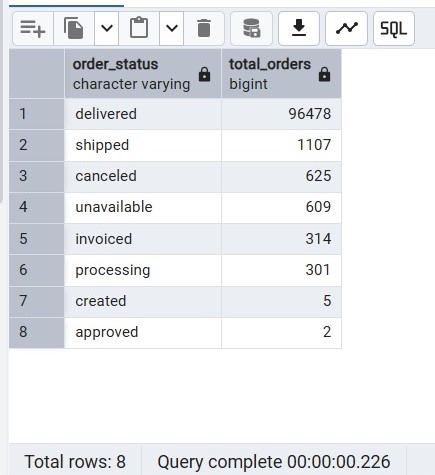 SQL
order_status total_orders
character varying bigint
1 delivered 96478
2 shipped 1107
3 canceled 625
4 unavailable 609
5 invoiced 314
6 processing 301
7 created 5
8 approved 2
Total rows: 8 Query complete 00:00:00.226